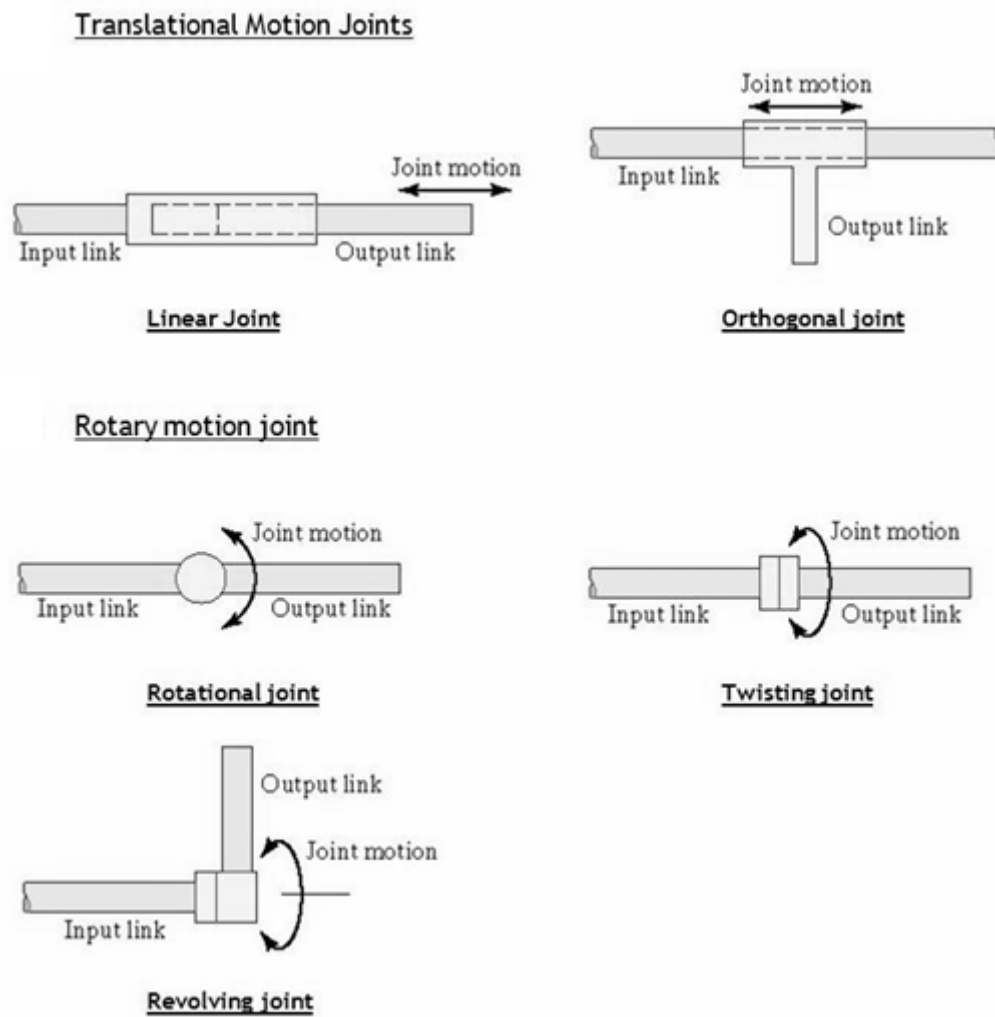 Translational Motion Joints
Joint motion
Input link
Output link
Linear Joint
Joint motion
Input link
Output link
Orthogonal joint
Rotary motion joint
Joint motion
Input link
Output link
Rotational joint
Joint motion
Input link
Output link
Twisting joint
Output link
Joint motion
Input link
Revolving joint